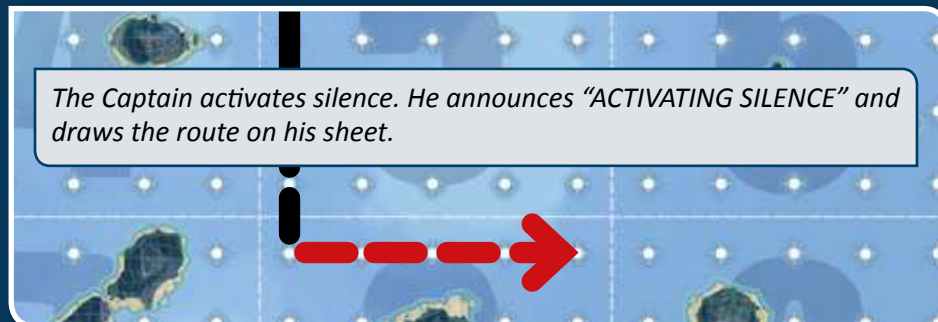 The Captain activates silence. He announces “ACTIVATING SILENCE” and
draws the route on his sheet.